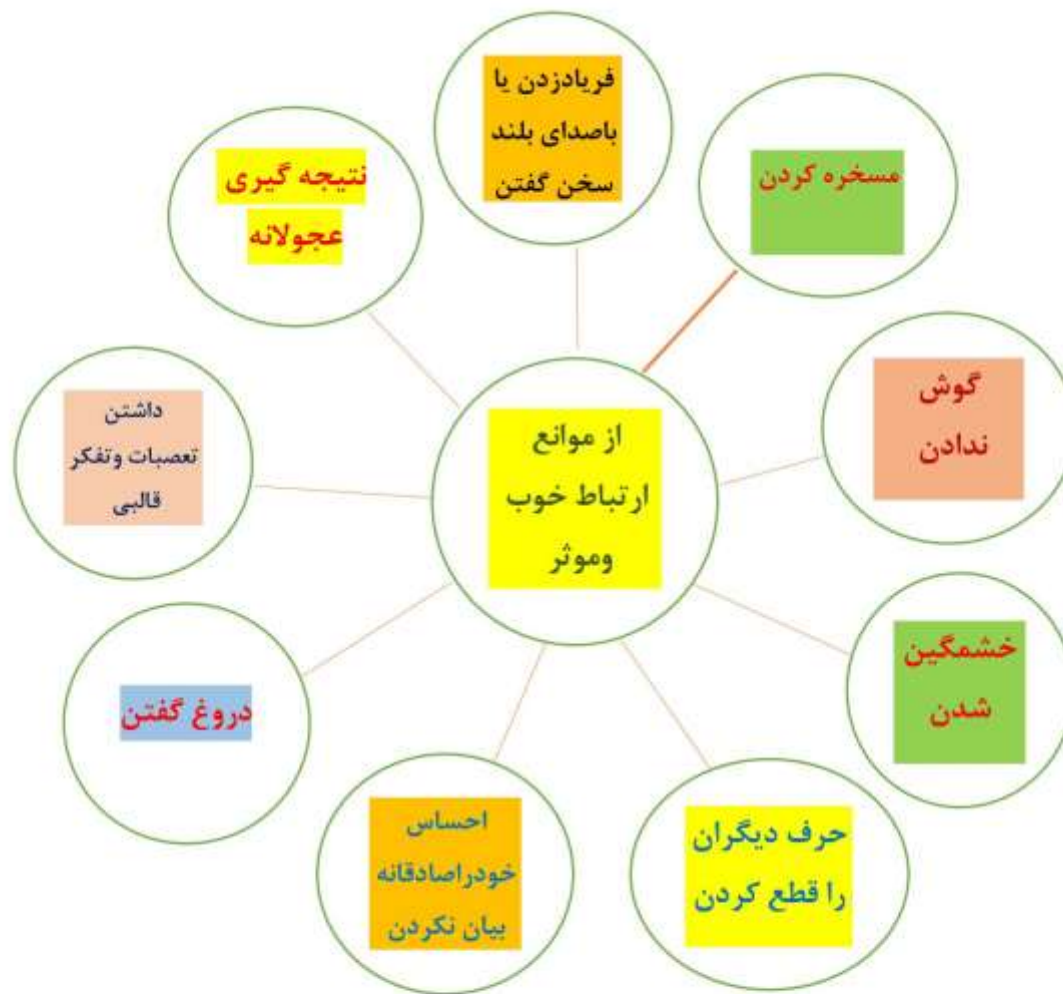 فریادزدن یا
باصدای بلند
سخن گفتن
مسخره کردن
نتیجه گیری
عجولانه
گوش
ندادن
داشتن
تعصبات وتفکر
قالبی
از موانع
ارتباط خوب
وموثر
خشمگین
شدن
دروغ گفتن
حرف دیگران
را قطع کردن
احساس
خودراصادقانه
بیان نکردن